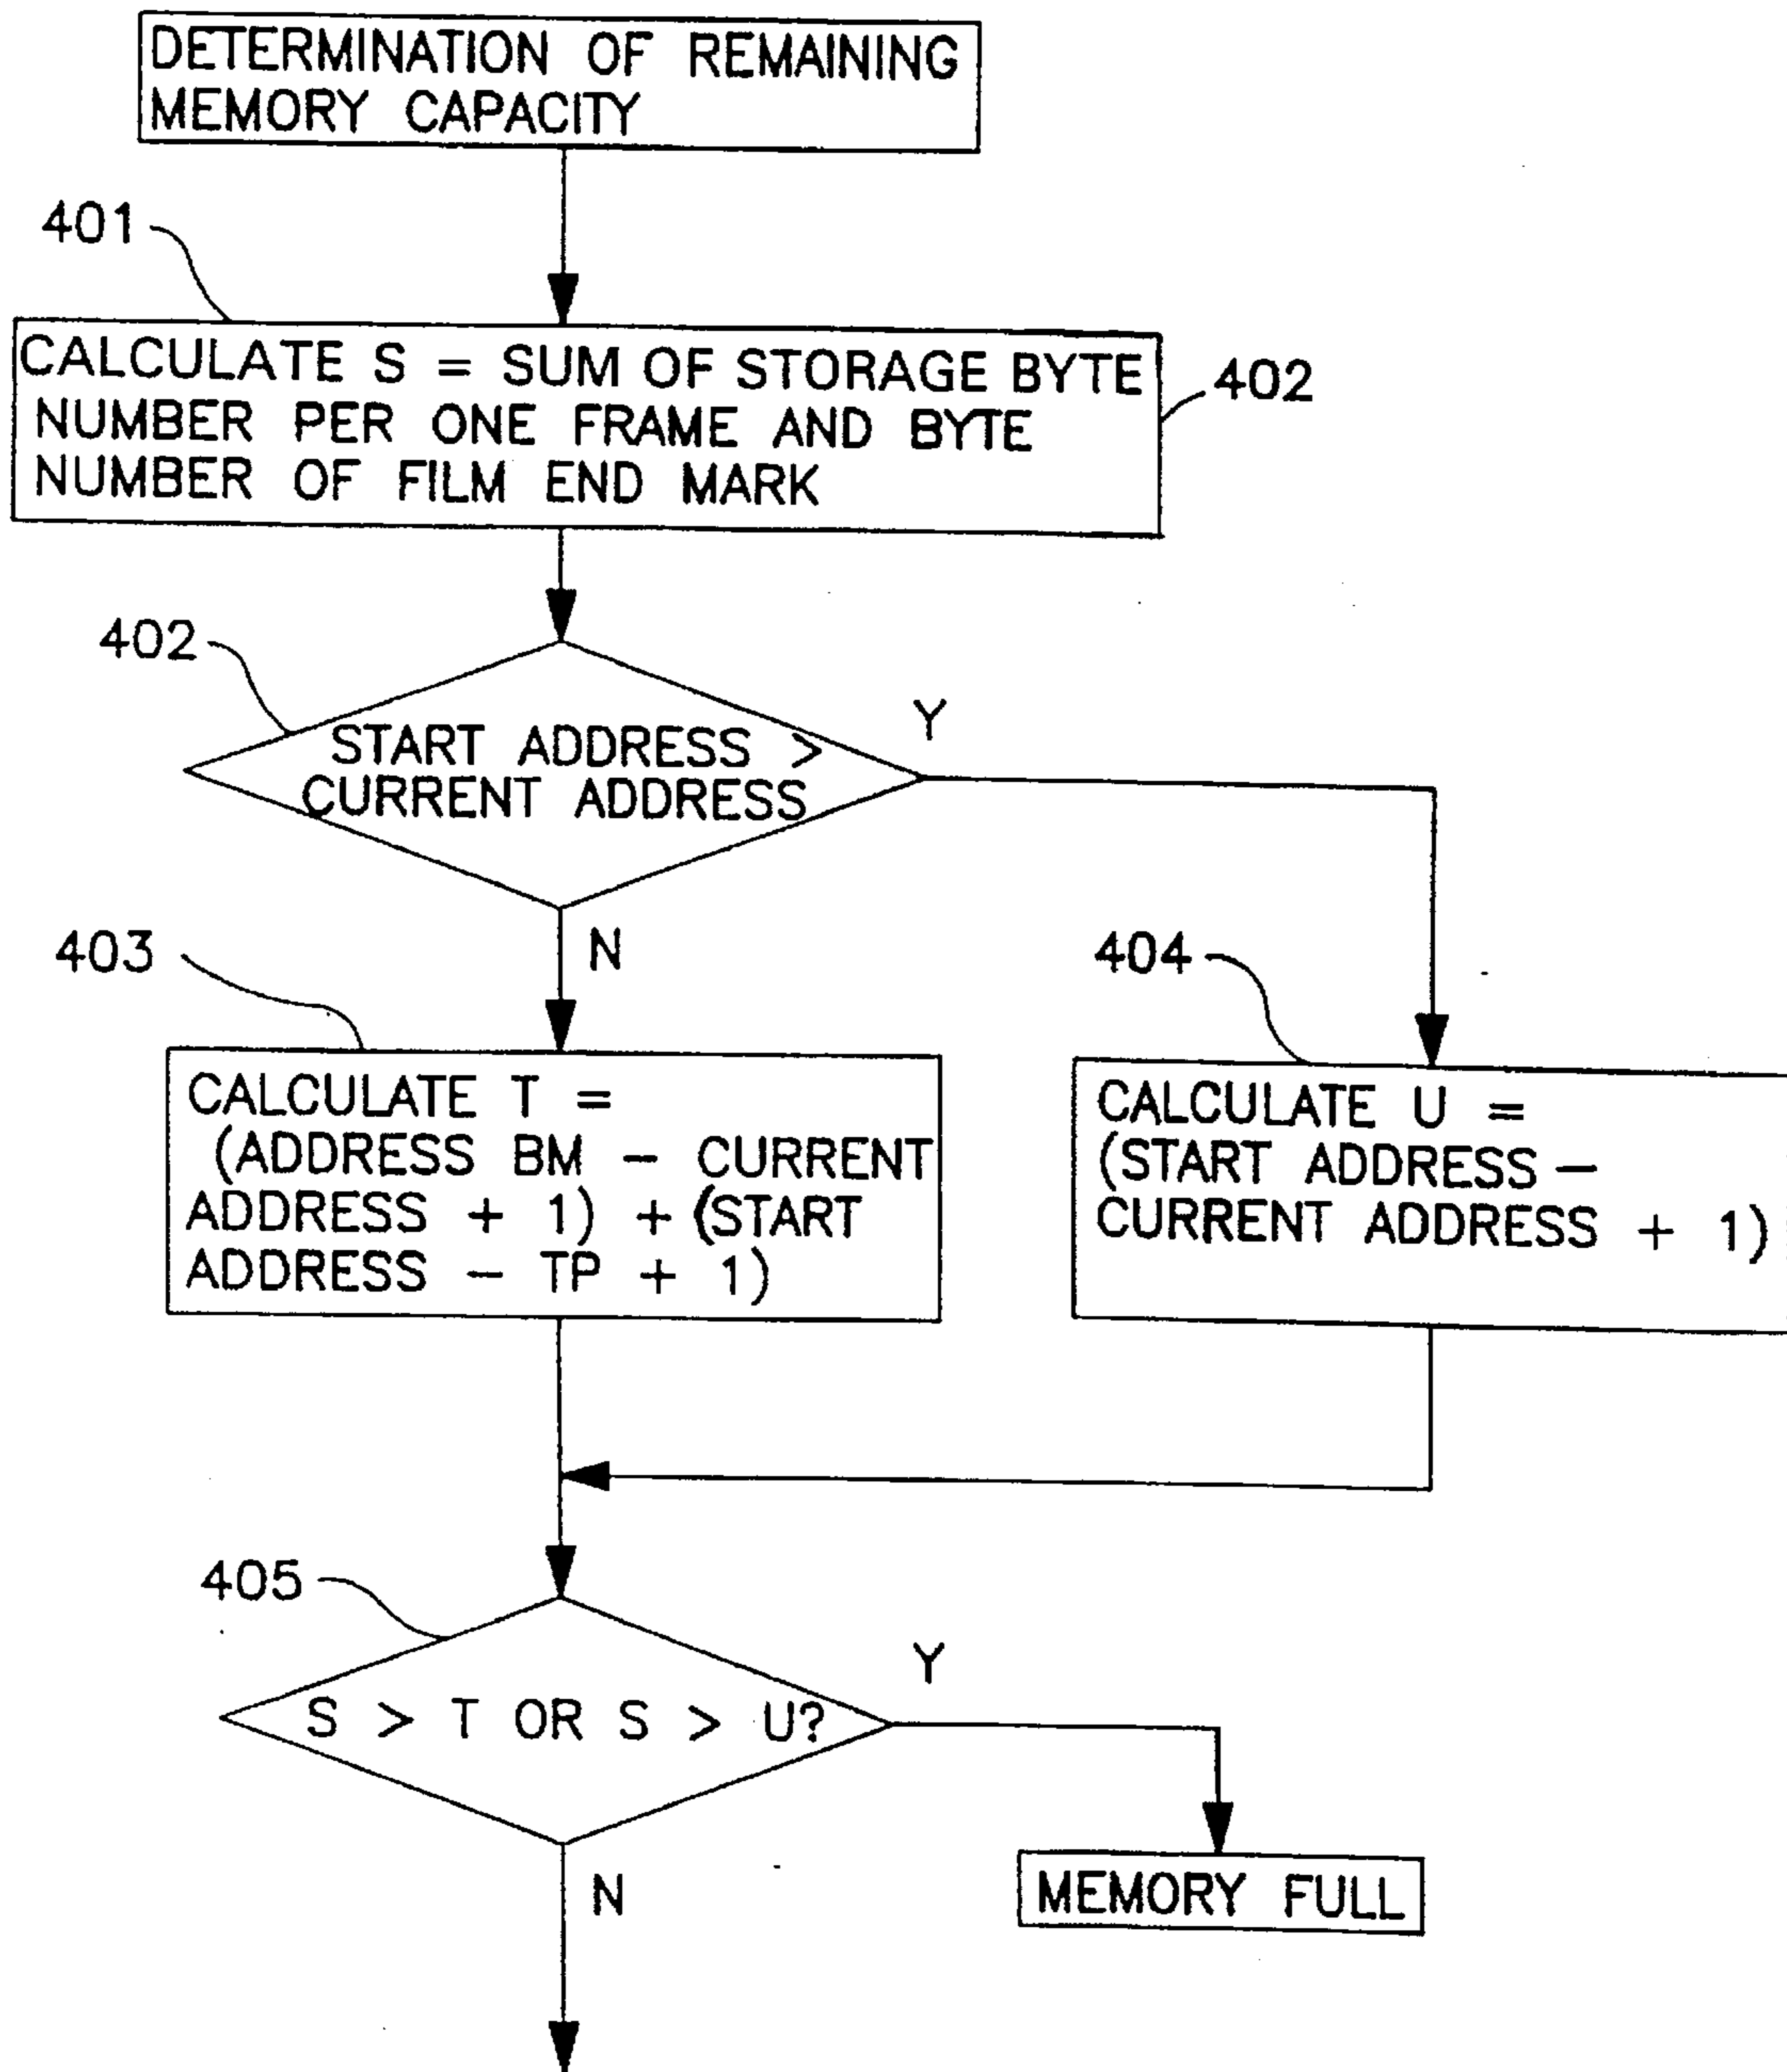 DETERMINATION OF REMAINING
MEMORY CAPACITY
401
CALCULATE S = SUM OF STORAGE BYTE
NUMBER PER ONE FRAME AND BYTE
NUMBER OF FILM END MARK
402
402
START ADDRESS >
CURRENT ADDRESS
Y
N
403
CALCULATE T =
(ADDRESS BM - CURRENT
ADDRESS + 1) + (START
ADDRESS - TP + 1)
404
CALCULATE U =
(START ADDRESS -
CURRENT ADDRESS + 1)
405
S > T OR S > U?
Y
N
MEMORY FULL